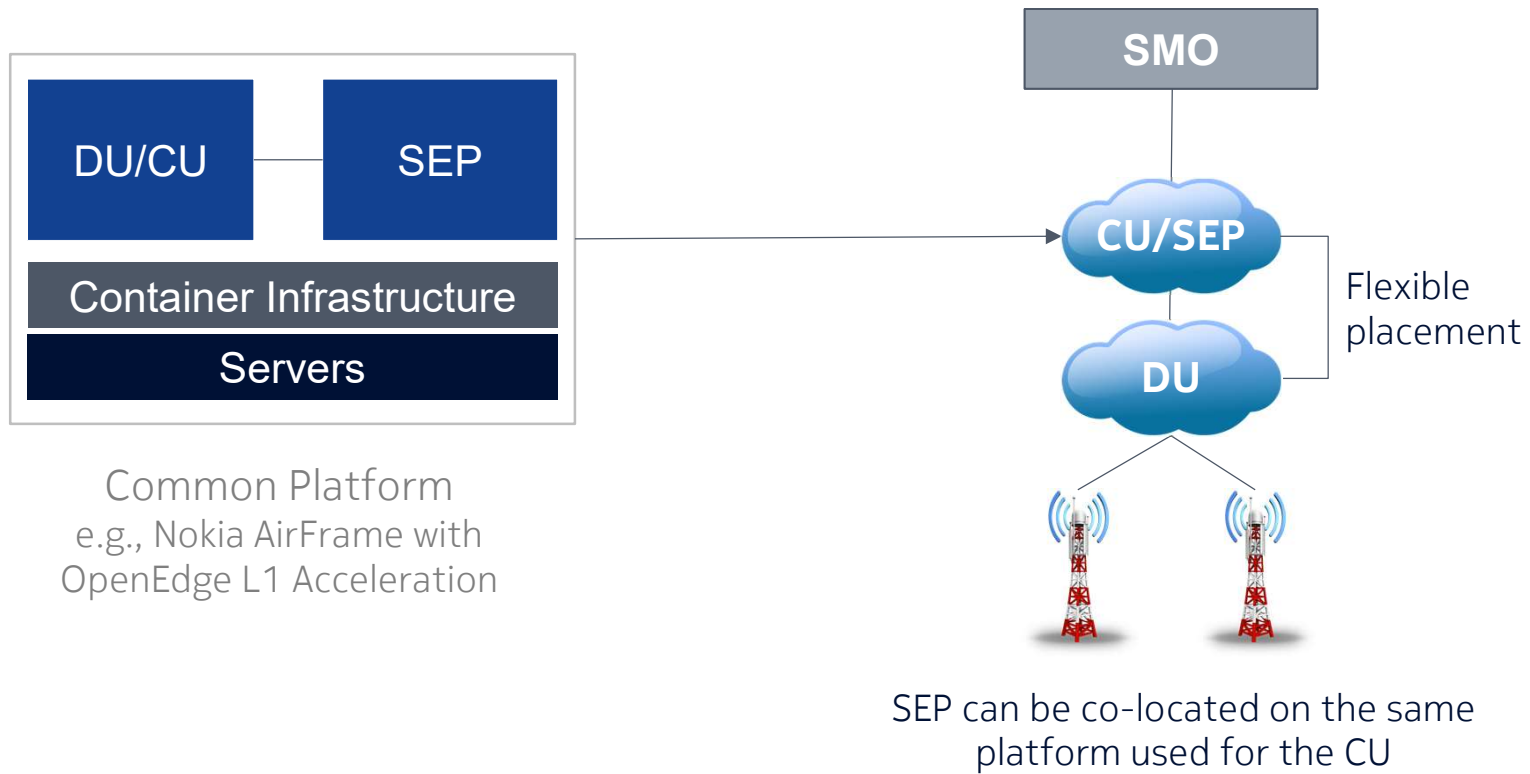 SMO
DU/CU
SEP
Container Infrastructure
Servers
CU/SEP
DU
Flexible
placement
Common Platform
e.g., Nokia AirFrame with
OpenEdge L1 Acceleration
SEP can be co-located on the same
platform used for the CU